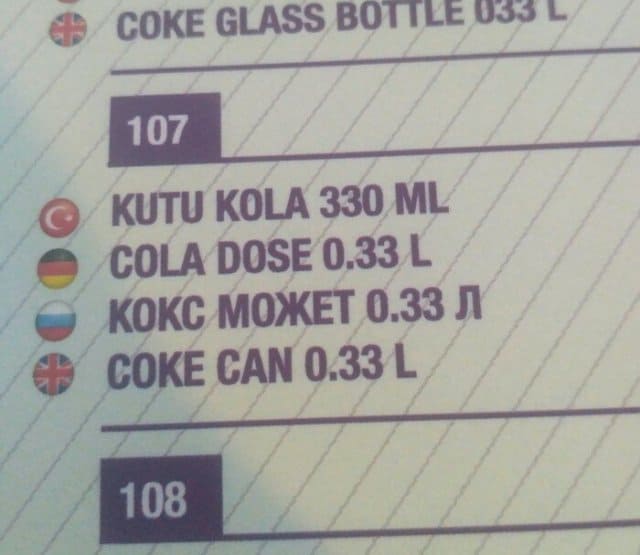 COKE GLASS BOTTLE 033 L
107
KUTU KOLA 330 ML
COLA DOSE 0.33 L
КОКС МОЖЕТ 0.33 Л
COKE CAN 0.33 L
108